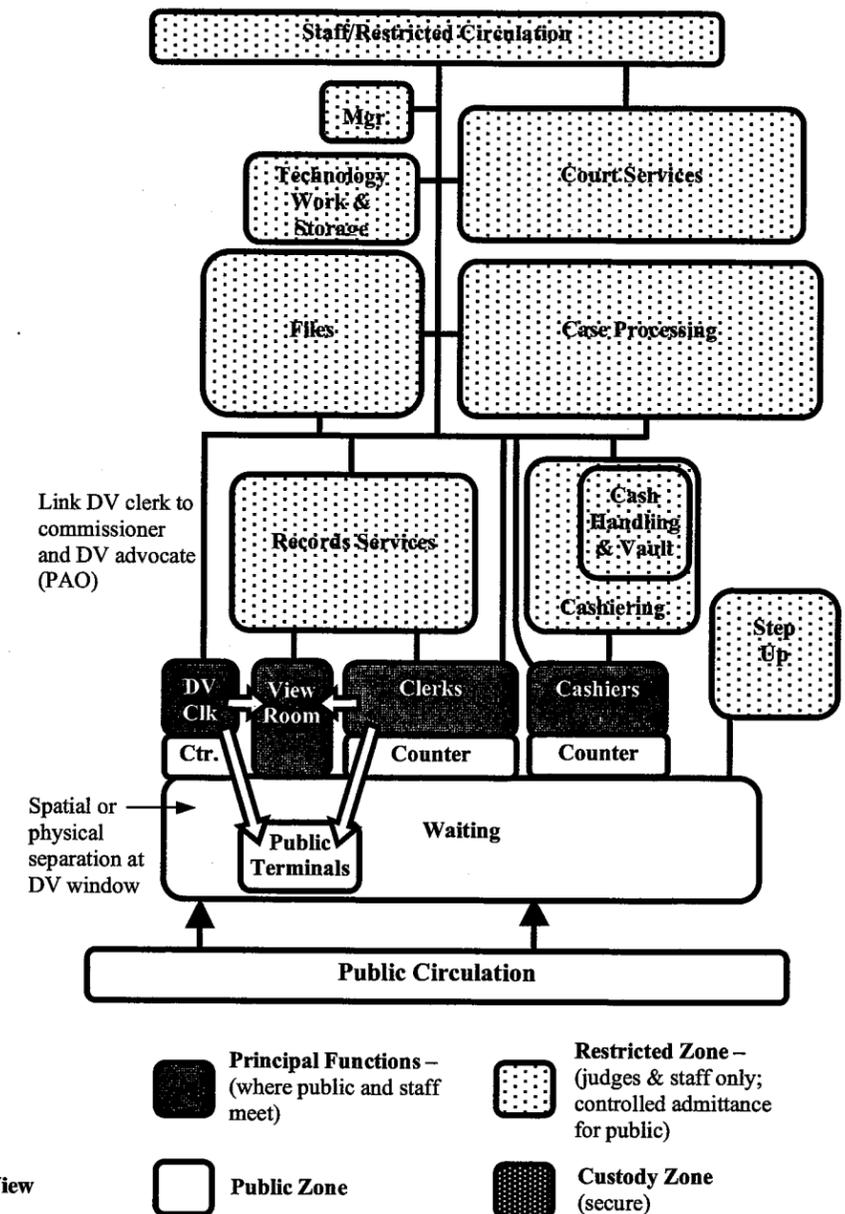 Staff/Restricted Circulation
Mgr
Technology
Work &
Storage
Court Services
Files
Case Processing
Link DV clerk to
commissioner
and DV advocate
(PAO)
Records Services
Cash
Handling
& Vault
Cashiering
Step
Up
DV
Clk
View
Room
Clerks
Cashiers
Ctr.
Counter
Counter
Spatial or
physical
separation at
DV window
Waiting
Public
Terminals
Public Circulation
Principal Functions –
(where public and staff
meet)
Restricted Zone –
(judges & staff only;
controlled admittance
for public)
Public Zone
Custody Zone
(secure)